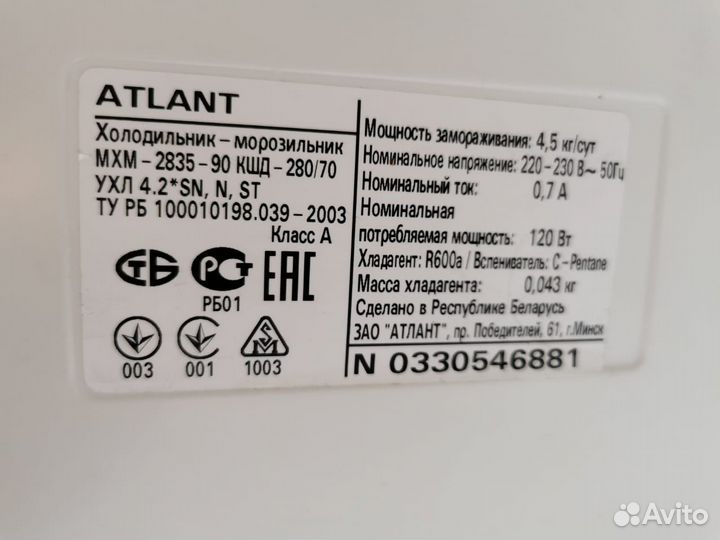 ATLANT
Холодильник – морозильник
МХМ – 2835 – 90 КШД – 280/70
УХЛ 4.2*SN, N, ST
ТУ РБ 100010198.039 – 2003
Класс А
СТБ
РСТ
ЕАС
РБ01
003
001
1003
Мощность замораживания: 4,5 кг/сут
Номинальное напряжение: 220 – 230 В~ 50Гц
Номинальный ток: 0,7 А
Номинальная
потребляемая мощность: 120 Вт
Хладагент: R600a / Вспениватель: C – Pentane
Масса хладагента: 0,043 кг
Сделано в Республике Беларусь
ЗАО "АТЛАНТ", пр. Победителей, 61, г.Минск
N 0330546881
Avito